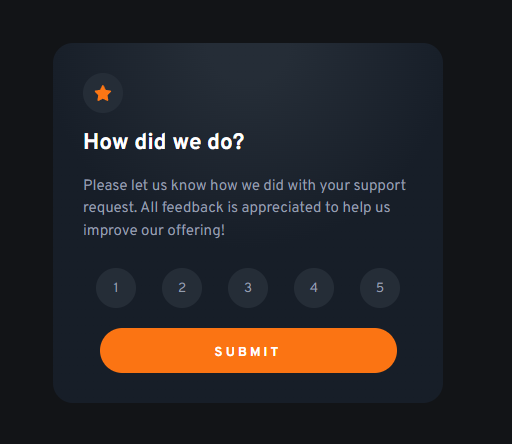 How did we do?
Please let us know how we did with your support
request. All feedback is appreciated to help us
improve our offering!
1 2 3 4 5
SUBMIT